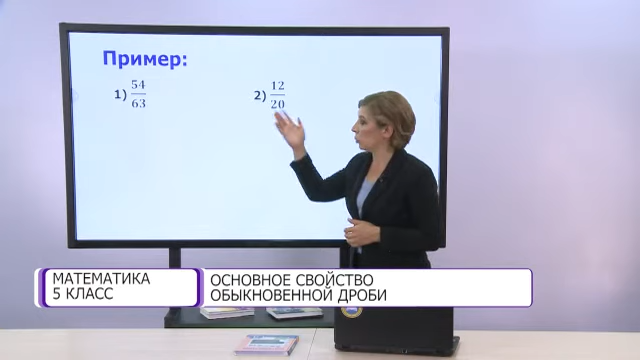 Пример:
1) 54/63 2) 12/20
МАТЕМАТИКА
5 КЛАСС
ОСНОВНОЕ СВОЙСТВО
ОБЫКНОВЕННОЙ ДРОБИ